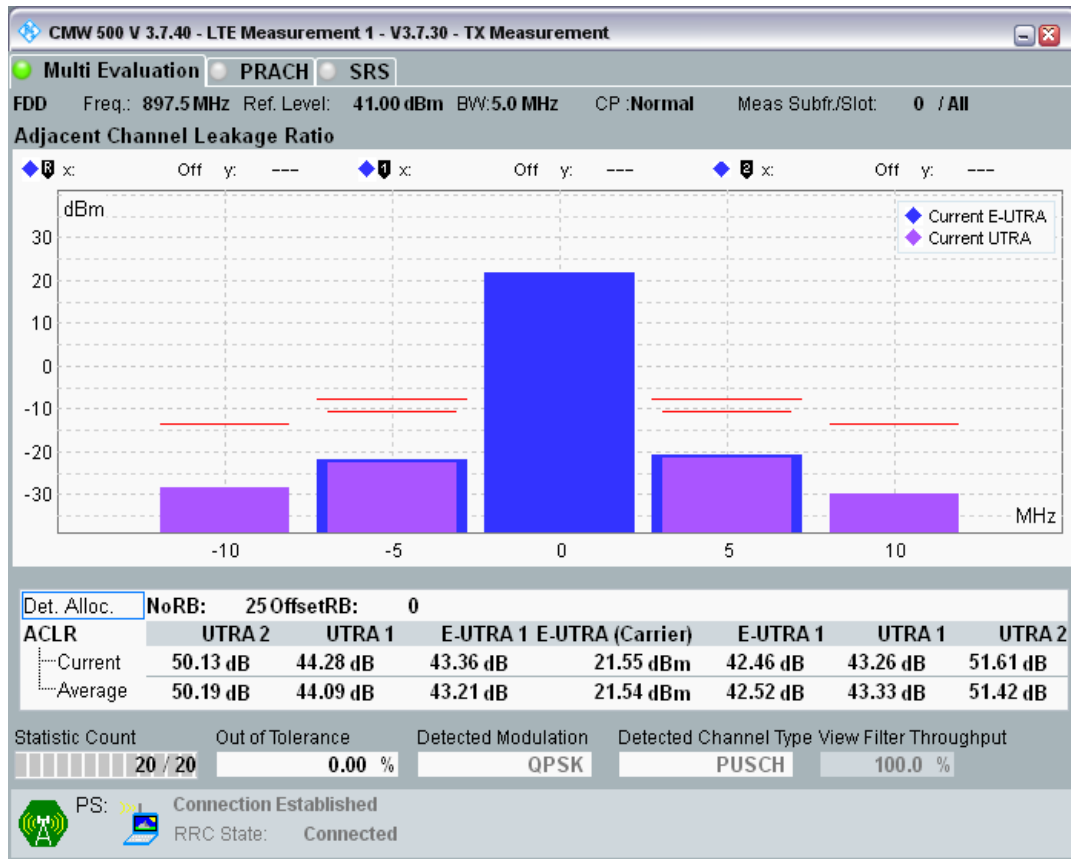 CMW 500 V 3.7.40 - LTE Measurement 1 - V3.7.30 - TX Measurement
Multi Evaluation PRACH SRS
FDD Freq.: 897.5 MHz Ref. Level: 41.00 dBm BW:5.0 MHz CP :Normal Meas Subfr./Slot: 0 / All
Adjacent Channel Leakage Ratio
R x: Off y: --- 1 x: Off y: --- 2 x: Off y: ---
dBm
Current E-UTRA
Current UTRA
30
20
10
0
-10
-20
-30
MHz
-10 -5 0 5 10
Det. Alloc. NoRB: 25 OffsetRB: 0
ACLR UTRA 2 UTRA 1 E-UTRA 1 E-UTRA (Carrier) E-UTRA 1 UTRA 1 UTRA 2
Current 50.13 dB 44.28 dB 43.36 dB 21.55 dBm 42.46 dB 43.26 dB 51.61 dB
Average 50.19 dB 44.09 dB 43.21 dB 21.54 dBm 42.52 dB 43.33 dB 51.42 dB
Statistic Count Out of Tolerance Detected Modulation Detected Channel Type View Filter Throughput
20 / 20 0.00 % QPSK PUSCH 100.0 %
PS: Connection Established
RRC State: Connected